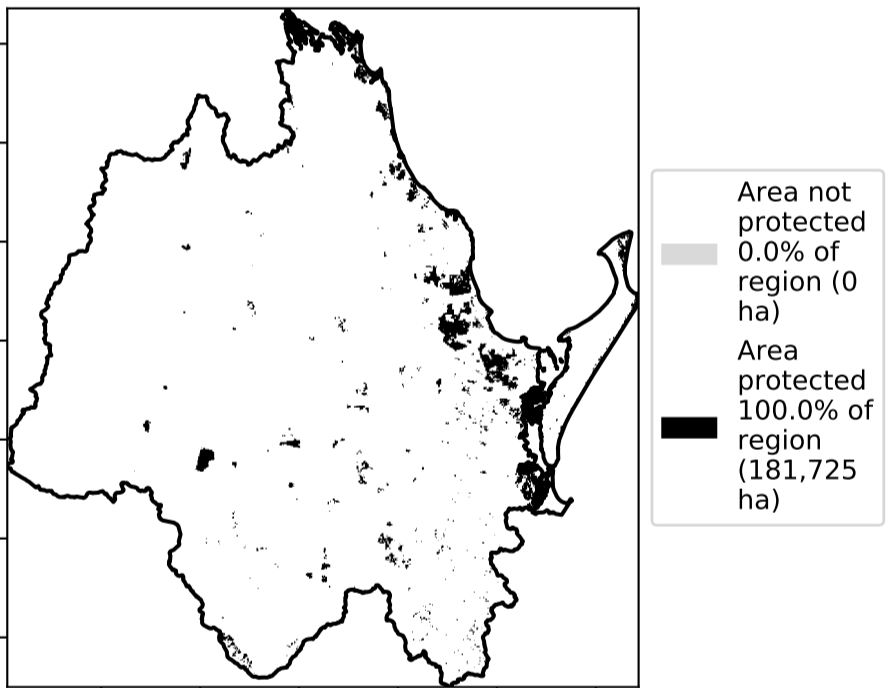 Area not
protected
0.0% of
region (0
ha)
Area
protected
100.0% of
region
(181,725
ha)